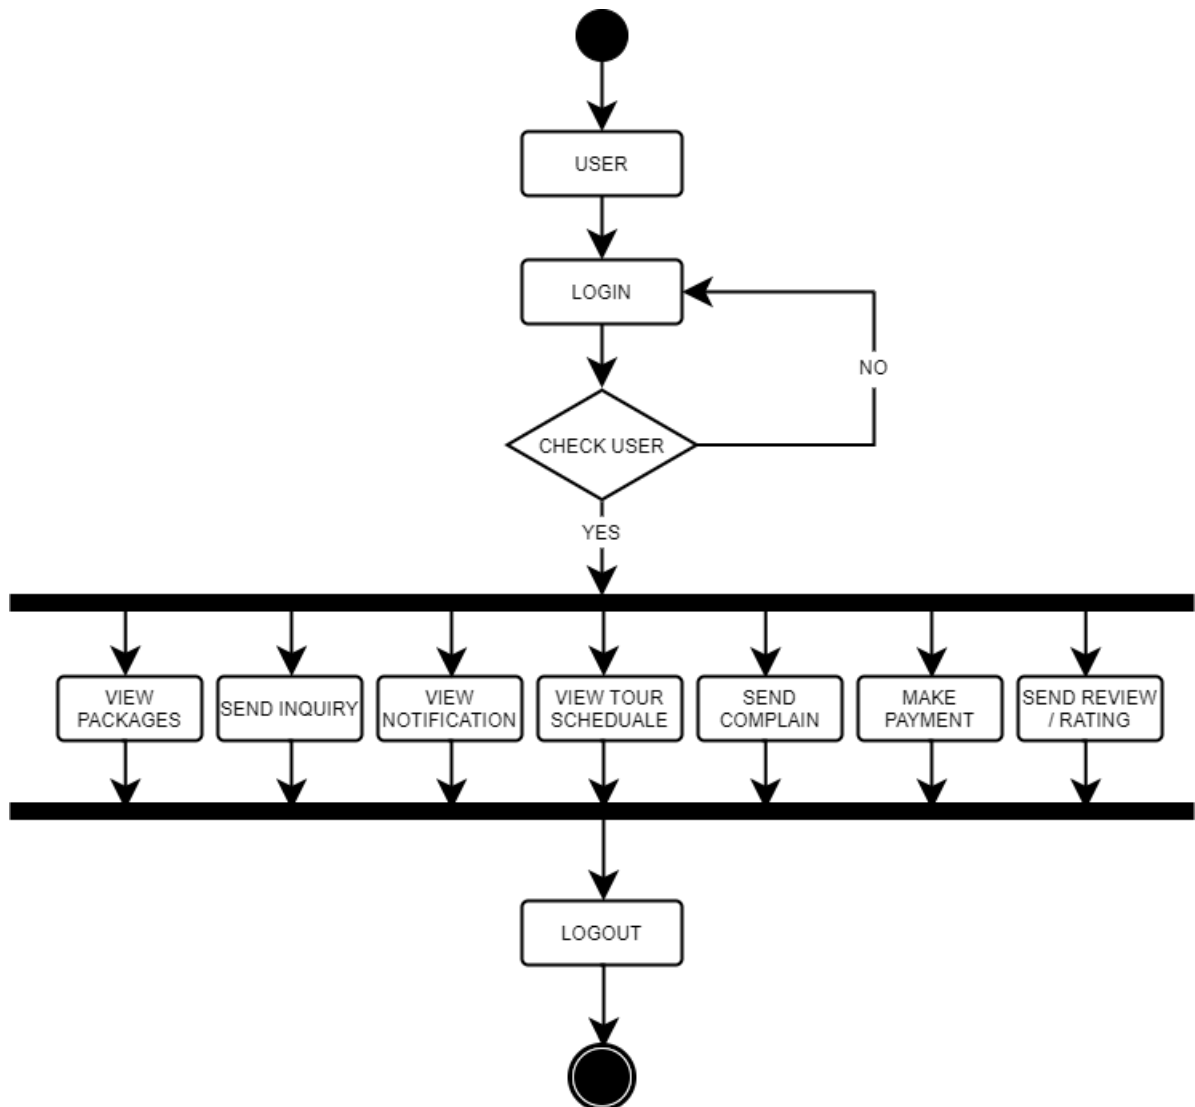 USER
LOGIN
NO
CHECK USER
YES
VIEW
PACKAGES
SEND INQUIRY
VIEW
NOTIFICATION
VIEW TOUR
SCHEDUALE
SEND
COMPLAIN
MAKE
PAYMENT
SEND REVIEW
/ RATING
LOGOUT